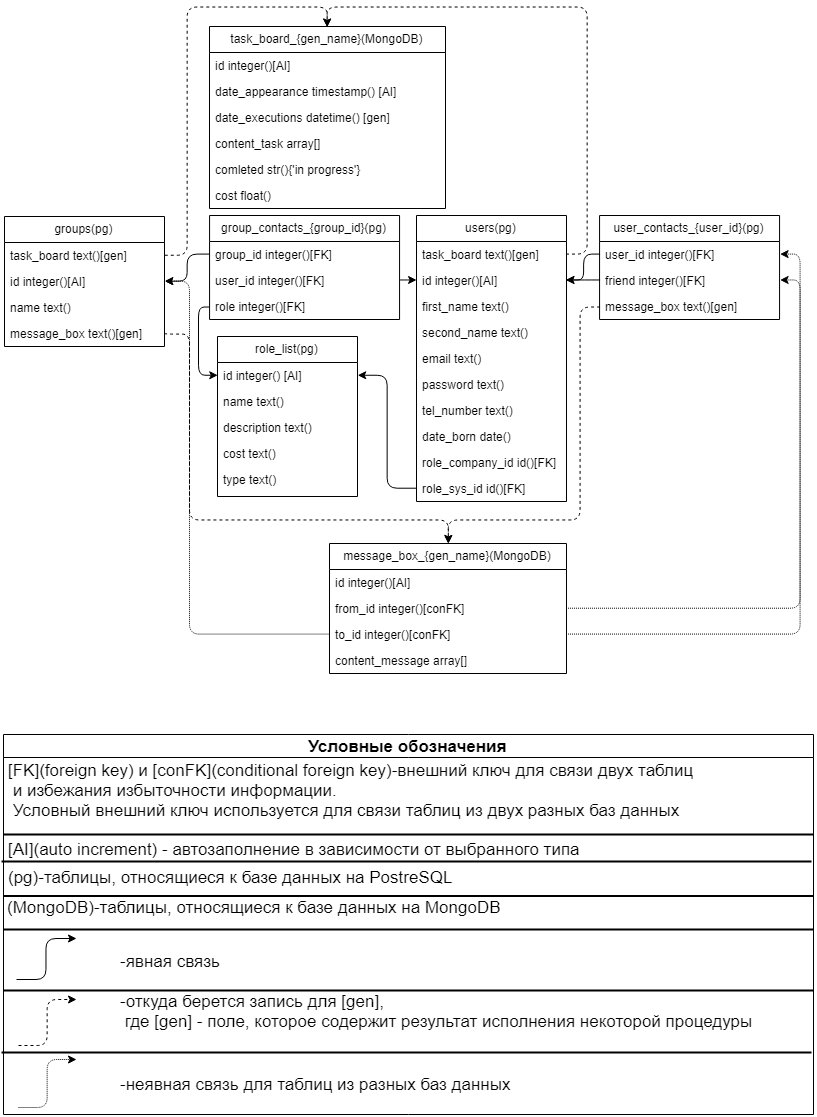 task_board_{gen_name}(MongoDB)
id integer()[AI]
date_appearance timestamp() [AI]
date_executions datetime() [gen]
content_task array[]
comleted str(){'in progress'}
cost float()
groups(pg)
task_board text()[gen]
id integer()[AI]
name text()
message_box text()[gen]
group_contacts_{group_id}(pg)
group_id integer()[FK]
user_id integer()[FK]
role integer()[FK]
users(pg)
task_board text()[gen]
id integer()[AI]
first_name text()
second_name text()
email text()
password text()
tel_number text()
date_born date()
role_company_id id()[FK]
role_sys_id id()[FK]
user_contacts_{user_id}(pg)
user_id integer()[FK]
friend integer()[FK]
message_box text()[gen]
role_list(pg)
id integer() [AI]
name text()
description text()
cost text()
type text()
message_box_{gen_name}(MongoDB)
id integer()[AI]
from_id integer()[conFK]
to_id integer()[conFK]
content_message array[]
Условные обозначения
[FK](foreign key) и [conFK](conditional foreign key)-внешний ключ для связи двух таблиц
и избежания избыточности информации.
Условный внешний ключ используется для связи таблиц из двух разных баз данных
[AI](auto increment) - автозаполнение в зависимости от выбранного типа
(pg)-таблицы, относящиеся к базе данных на PostreSQL
(MongoDB)-таблицы, относящиеся к базе данных на MongoDB
-явная связь
-откуда берется запись для [gen],
где [gen] - поле, которое содержит результат исполнения некоторой процедуры
-неявная связь для таблиц из разных баз данных